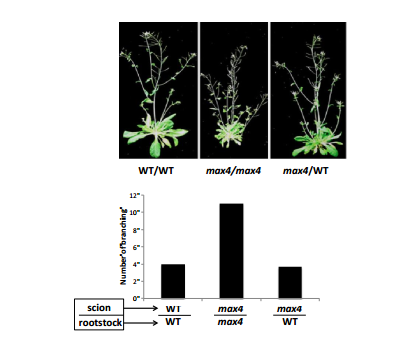 WT/WT max4/max4 max4/WT
Number"of"branching"
12"
10"
8"
6"
4"
2"
0"
scion WT max4 max4
rootstock WT max4 WT